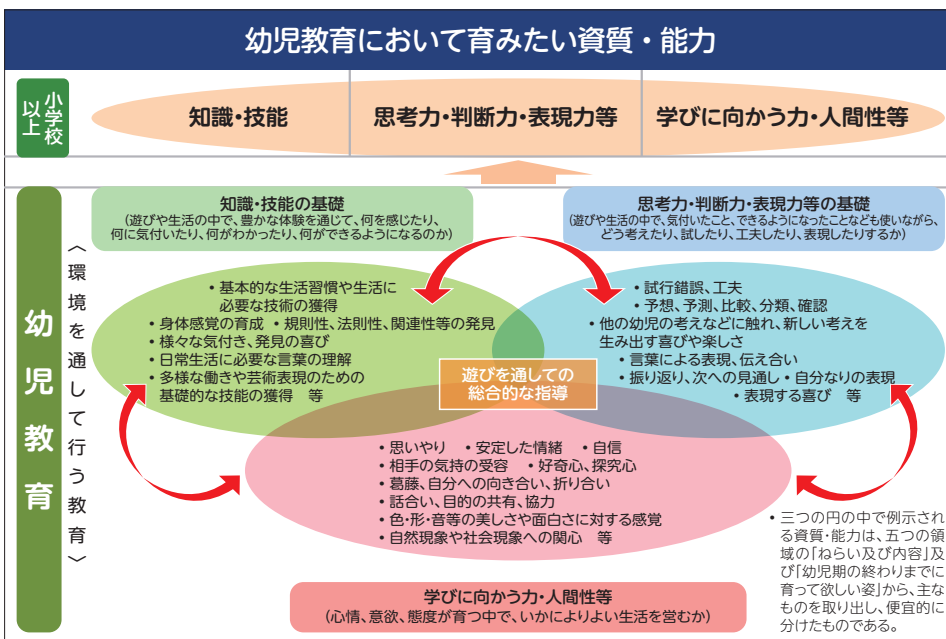 幼児教育において育みたい資質・能力
小学校
以上
知識・技能
思考力・判断力・表現力等
学びに向かう力・人間性等
幼児教育
〈環境を通して行う教育〉
知識・技能の基礎
(遊びや生活の中で、豊かな体験を通じて、何を感じたり、
何に気付いたり、何がわかったり、何ができるようになるのか)
思考力・判断力・表現力等の基礎
(遊びや生活の中で、気付いたこと、できるようになったことなども使いながら、
どう考えたり、試したり、工夫したり、表現したりするか)
・基本的な生活習慣や生活に
必要な技術の獲得
・身体感覚の育成 ・規則性、法則性、関連性等の発見
・様々な気付き、発見の喜び
・日常生活に必要な言葉の理解
・多様な働きや芸術表現のための
基礎的な技能の獲得 等
・試行錯誤、工夫
・予想、予測、比較、分類、確認
・他の幼児の考えなどに触れ、新しい考えを
生み出す喜びや楽しさ
・言葉による表現、伝え合い
・振り返り、次への見通し ・自分なりの表現
・表現する喜び 等
遊びを通しての
総合的な指導
・思いやり ・安定した情緒 ・自信
・相手の気持の受容 ・好奇心、探究心
・葛藤、自分への向き合い、折り合い
・話合い、目的の共有、協力
・色・形・音等の美しさや面白さに対する感覚
・自然現象や社会現象への関心 等
学びに向かう力・人間性等
(心情、意欲、態度が育つ中で、いかによりよい生活を営むか)
・三つの円の中で例示され
る資質・能力は、五つの領
域の「ねらい及び内容」及
び「幼児期の終わりまでに
育って欲しい姿」から、主な
ものを取り出し、便宜的に
分けたものである。